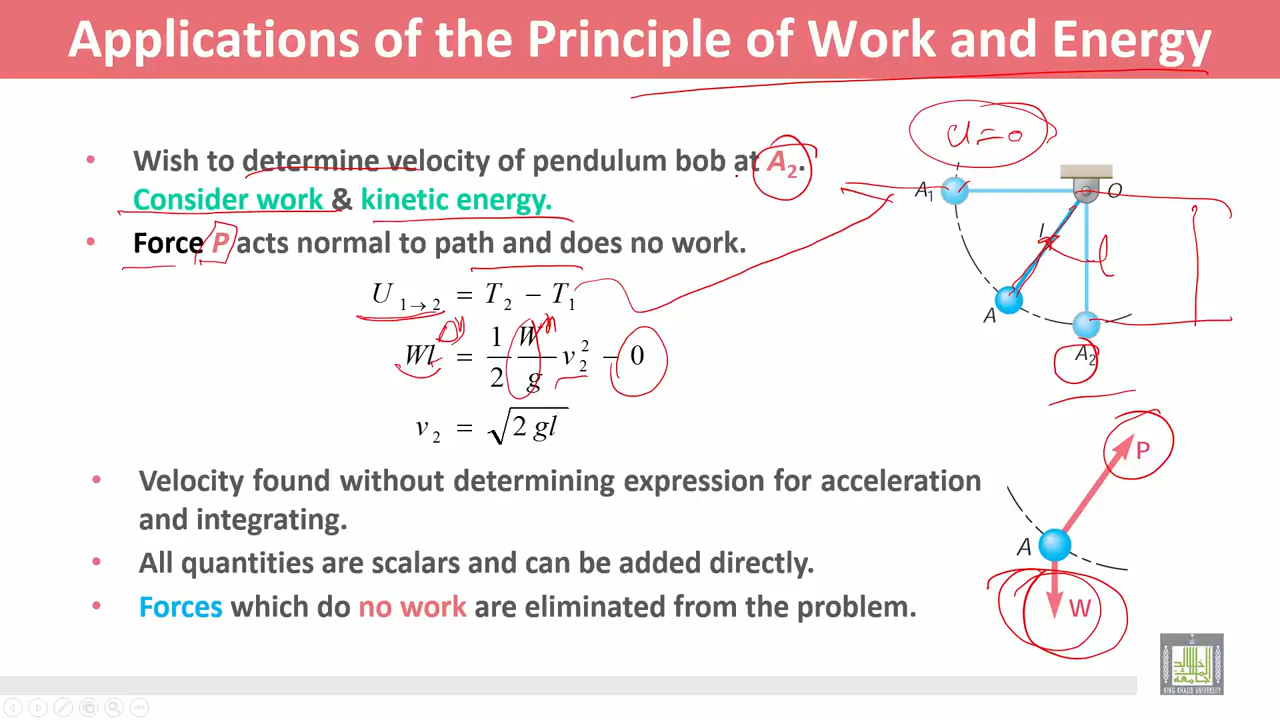 Applications of the Principle of Work and Energy
• Wish to determine velocity of pendulum bob at A₂.
Consider work & kinetic energy.
• Force P acts normal to path and does no work.
U₁→₂ = T₂ − T₁
Wl = 1/2 W/g v₂² − 0
v₂ = √2gl
• Velocity found without determining expression for acceleration
and integrating.
• All quantities are scalars and can be added directly.
• Forces which do no work are eliminated from the problem.
A₁
O
l
l
A
A₂
P
A
W
KING KHALID UNIVERSITY